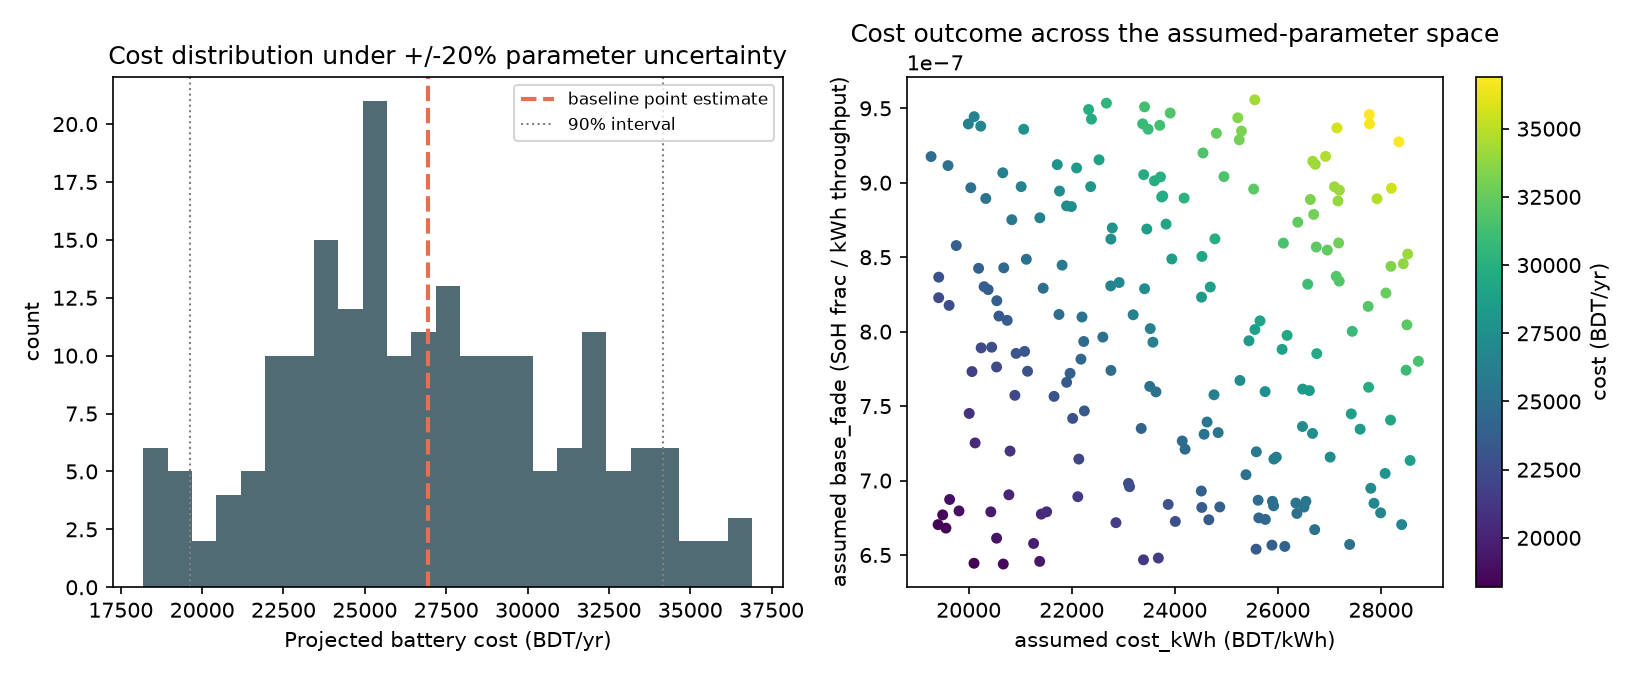 Cost distribution under +/-20% parameter uncertainty
count
20.0
17.5
15.0
12.5
10.0
7.5
5.0
2.5
0.0
baseline point estimate
90% interval
17500 20000 22500 25000 27500 30000 32500 35000 37500
Projected battery cost (BDT/yr)
Cost outcome across the assumed-parameter space
1e−7
assumed base_fade (SoH frac / kWh throughput)
9.5
9.0
8.5
8.0
7.5
7.0
6.5
20000 22000 24000 26000 28000
assumed cost_kWh (BDT/kWh)
35000
32500
30000
27500
25000
22500
20000
cost (BDT/yr)